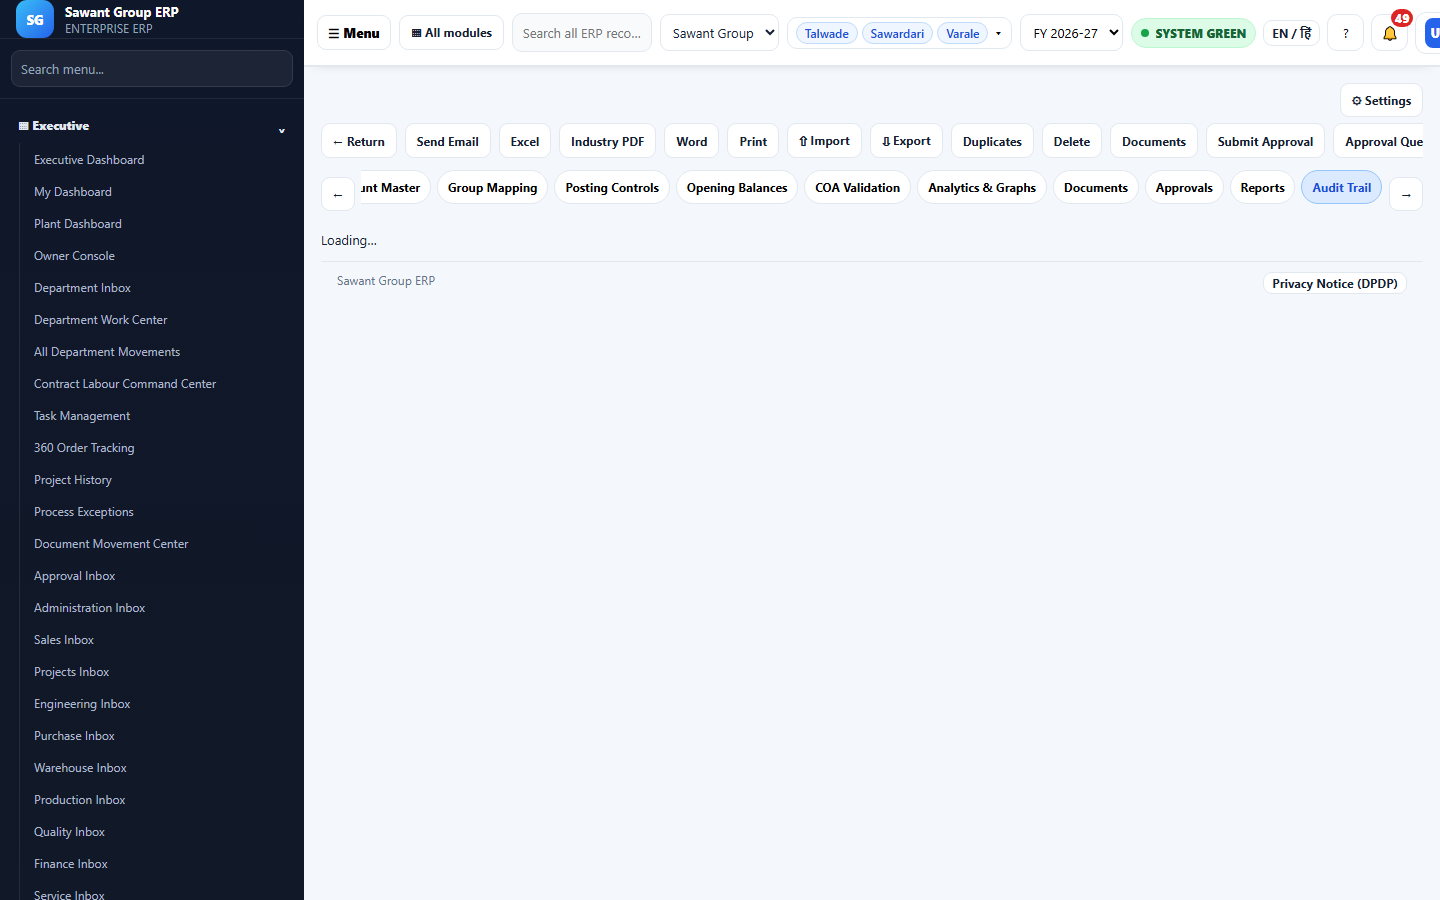 SG
Sawant Group ERP
ENTERPRISE ERP
Search menu...
Executive
Executive Dashboard
My Dashboard
Plant Dashboard
Owner Console
Department Inbox
Department Work Center
All Department Movements
Contract Labour Command Center
Task Management
360 Order Tracking
Project History
Process Exceptions
Document Movement Center
Approval Inbox
Administration Inbox
Sales Inbox
Projects Inbox
Engineering Inbox
Purchase Inbox
Warehouse Inbox
Production Inbox
Quality Inbox
Finance Inbox
Service Inbox
☰ Menu
All modules
Search all ERP reco...
Sawant Group
Talwade Sawardari Varale
FY 2026-27
SYSTEM GREEN
EN / हिं
?
49
U
⚙ Settings
← Return Send Email Excel Industry PDF Word Print ⇧ Import ⇩ Export Duplicates Delete Documents Submit Approval Approval Que
← unt Master Group Mapping Posting Controls Opening Balances COA Validation Analytics & Graphs Documents Approvals Reports Audit Trail →
Loading...
Sawant Group ERP
Privacy Notice (DPDP)